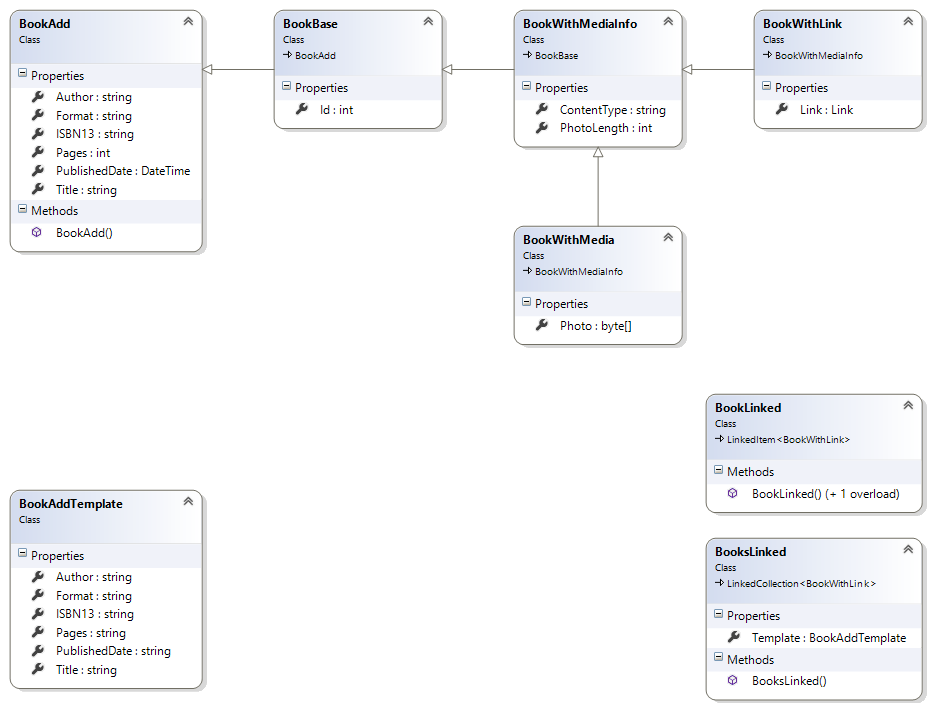 BookAdd
Class
Properties
Author : string
Format : string
ISBN13 : string
Pages : int
PublishedDate : DateTime
Title : string
Methods
BookAdd()
BookBase
Class
BookAdd
Properties
Id : int
BookWithMediaInfo
Class
BookBase
Properties
ContentType : string
PhotoLength : int
BookWithLink
Class
BookWithMediaInfo
Properties
Link : Link
BookWithMedia
Class
BookWithMediaInfo
Properties
Photo : byte[]
BookLinked
Class
LinkedItem<BookWithLink>
Methods
BookLinked() (+ 1 overload)
BookAddTemplate
Class
Properties
Author : string
Format : string
ISBN13 : string
Pages : string
PublishedDate : string
Title : string
BooksLinked
Class
LinkedCollection<BookWithLink>
Properties
Template : BookAddTemplate
Methods
BooksLinked()